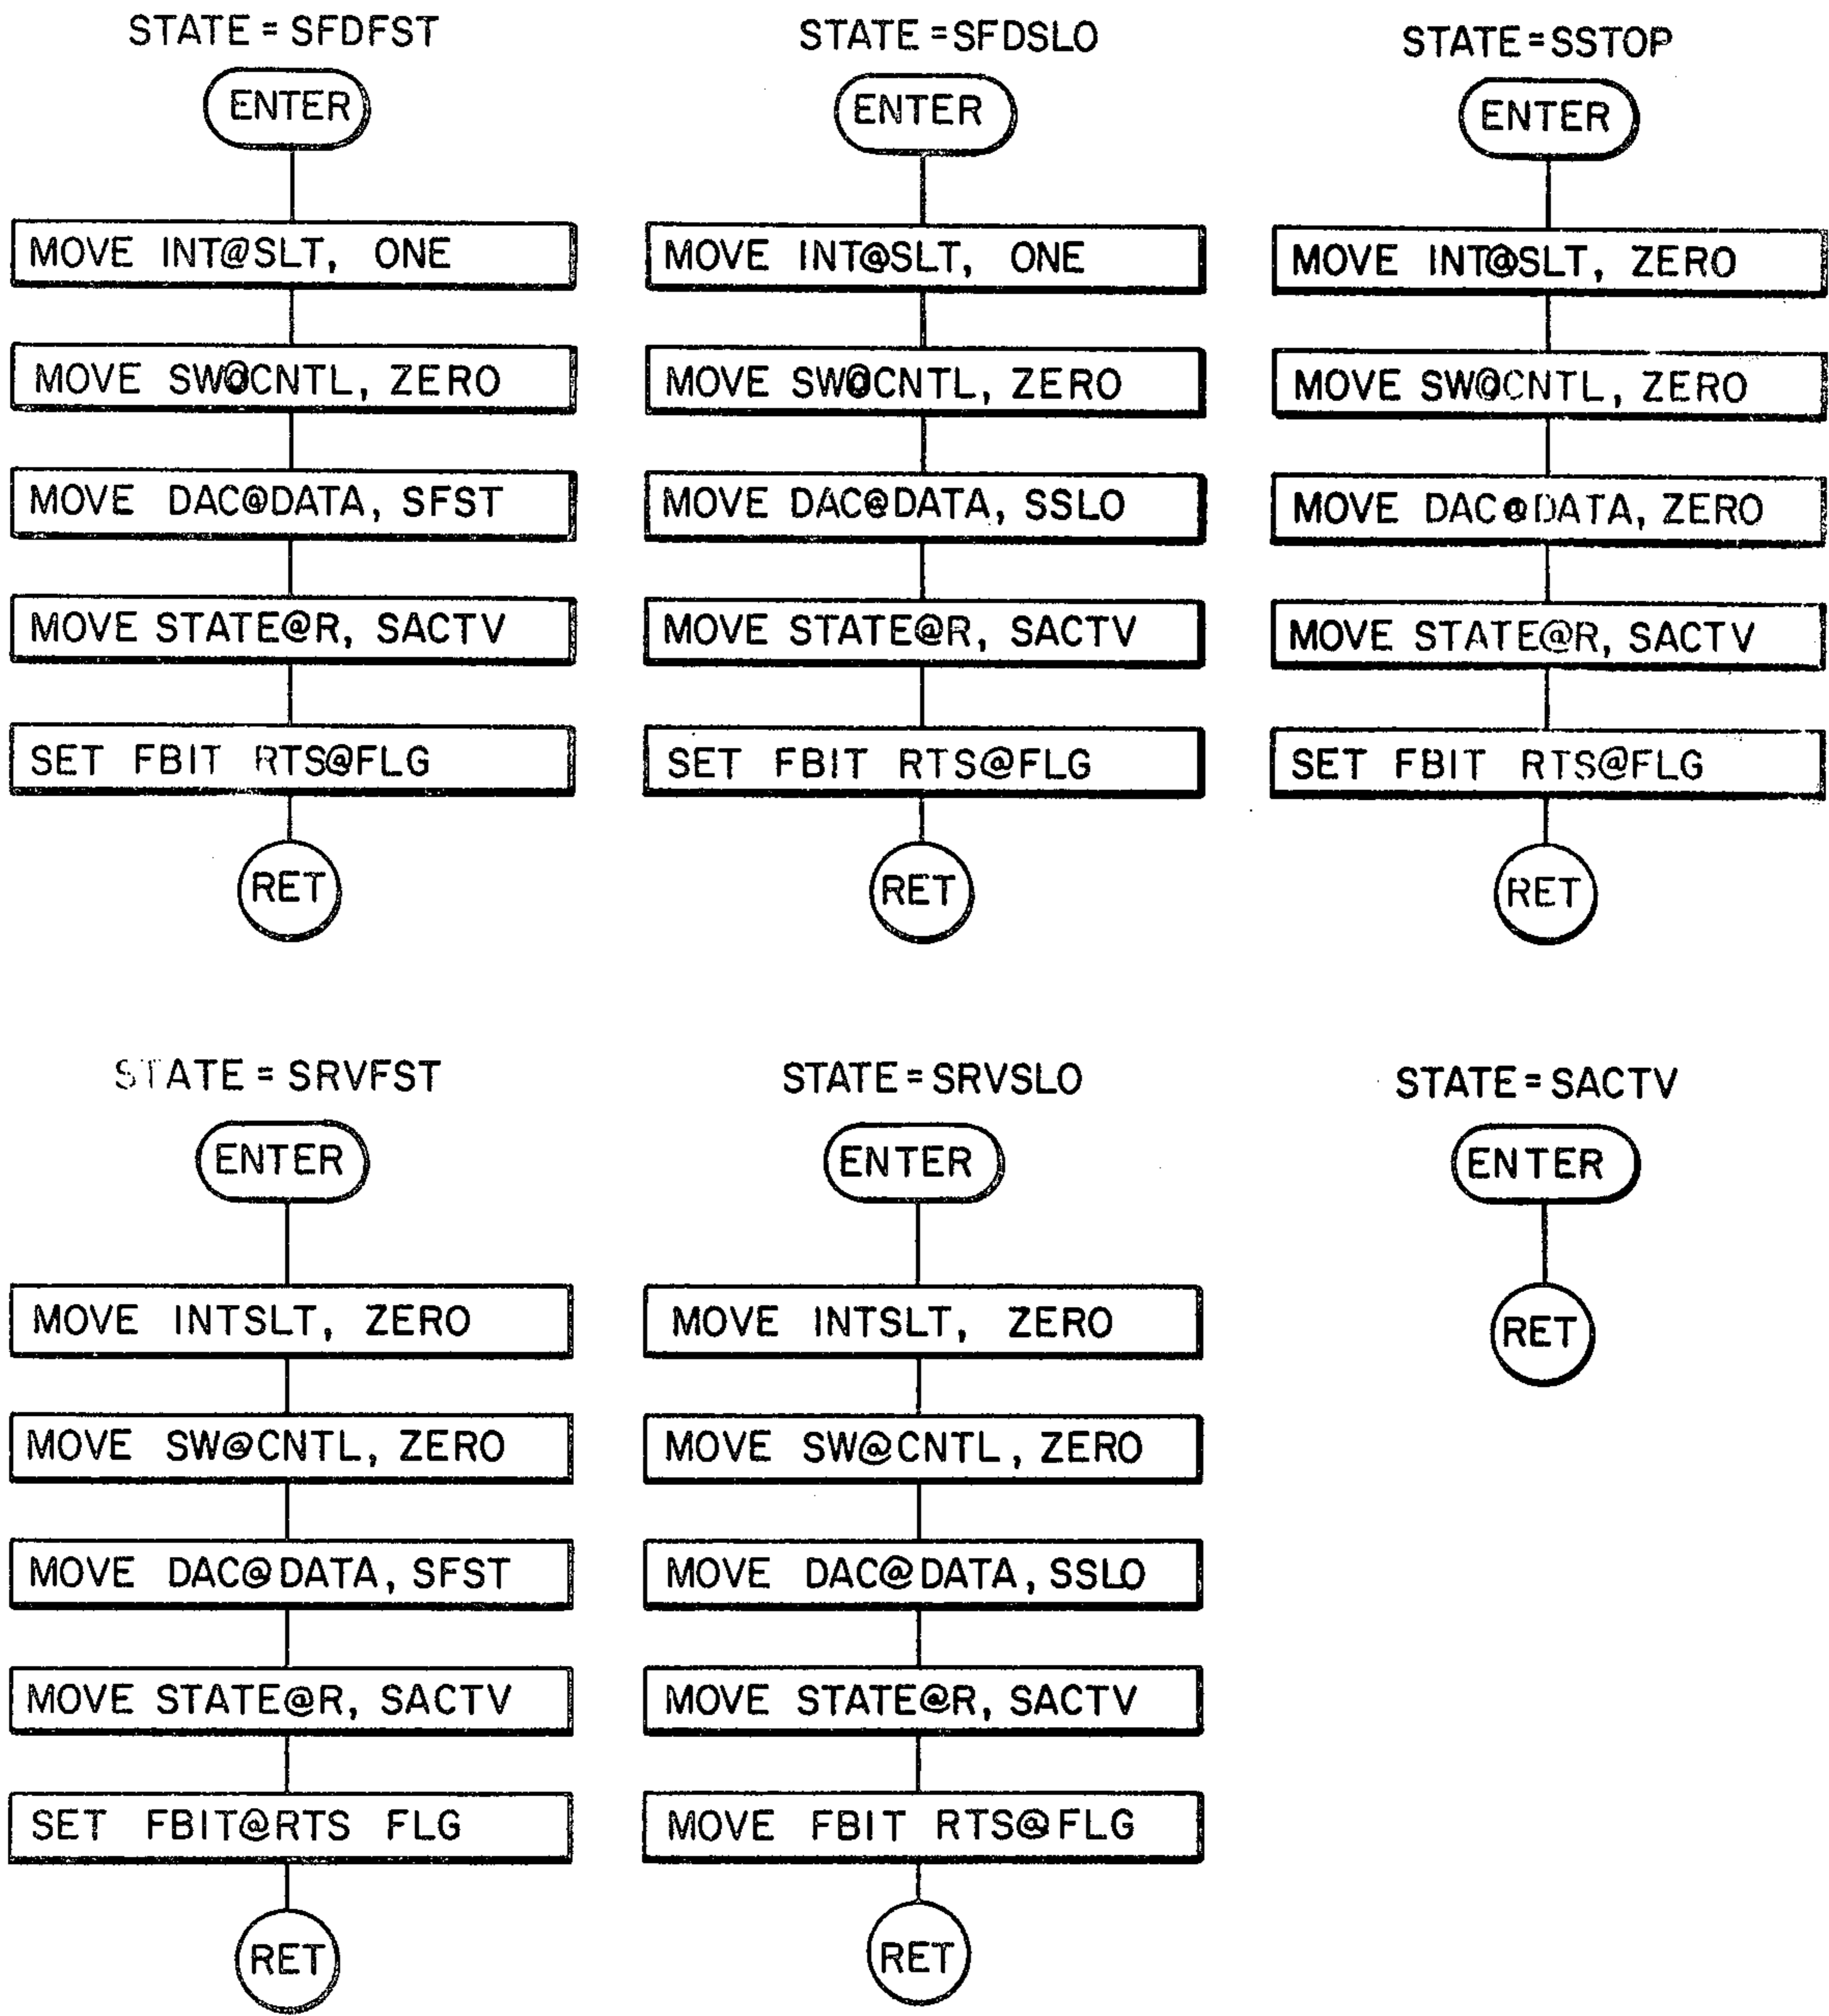 STATE = SFDFST
ENTER
MOVE INT@SLT, ONE
MOVE SW@CNTL, ZERO
MOVE DAC@DATA, SFST
MOVE STATE@R, SACTV
SET FBIT RTS@FLG
RET
STATE = SFDSLO
ENTER
MOVE INT@SLT, ONE
MOVE SW@CNTL, ZERO
MOVE DAC@DATA, SSLO
MOVE STATE@R, SACTV
SET FBIT RTS@FLG
RET
STATE = SSTOP
ENTER
MOVE INT@SLT, ZERO
MOVE SW@CNTL, ZERO
MOVE DAC@DATA, ZERO
MOVE STATE@R, SACTV
SET FBIT RTS@FLG
RET
STATE = SRVFST
ENTER
MOVE INTSLT, ZERO
MOVE SW@CNTL, ZERO
MOVE DAC@DATA, SFST
MOVE STATE@R, SACTV
SET FBIT@RTS FLG
RET
STATE = SRVSLO
ENTER
MOVE INTSLT, ZERO
MOVE SW@CNTL, ZERO
MOVE DAC@DATA, SSLO
MOVE STATE@R, SACTV
MOVE FBIT RTS@FLG
RET
STATE = SACTV
ENTER
RET